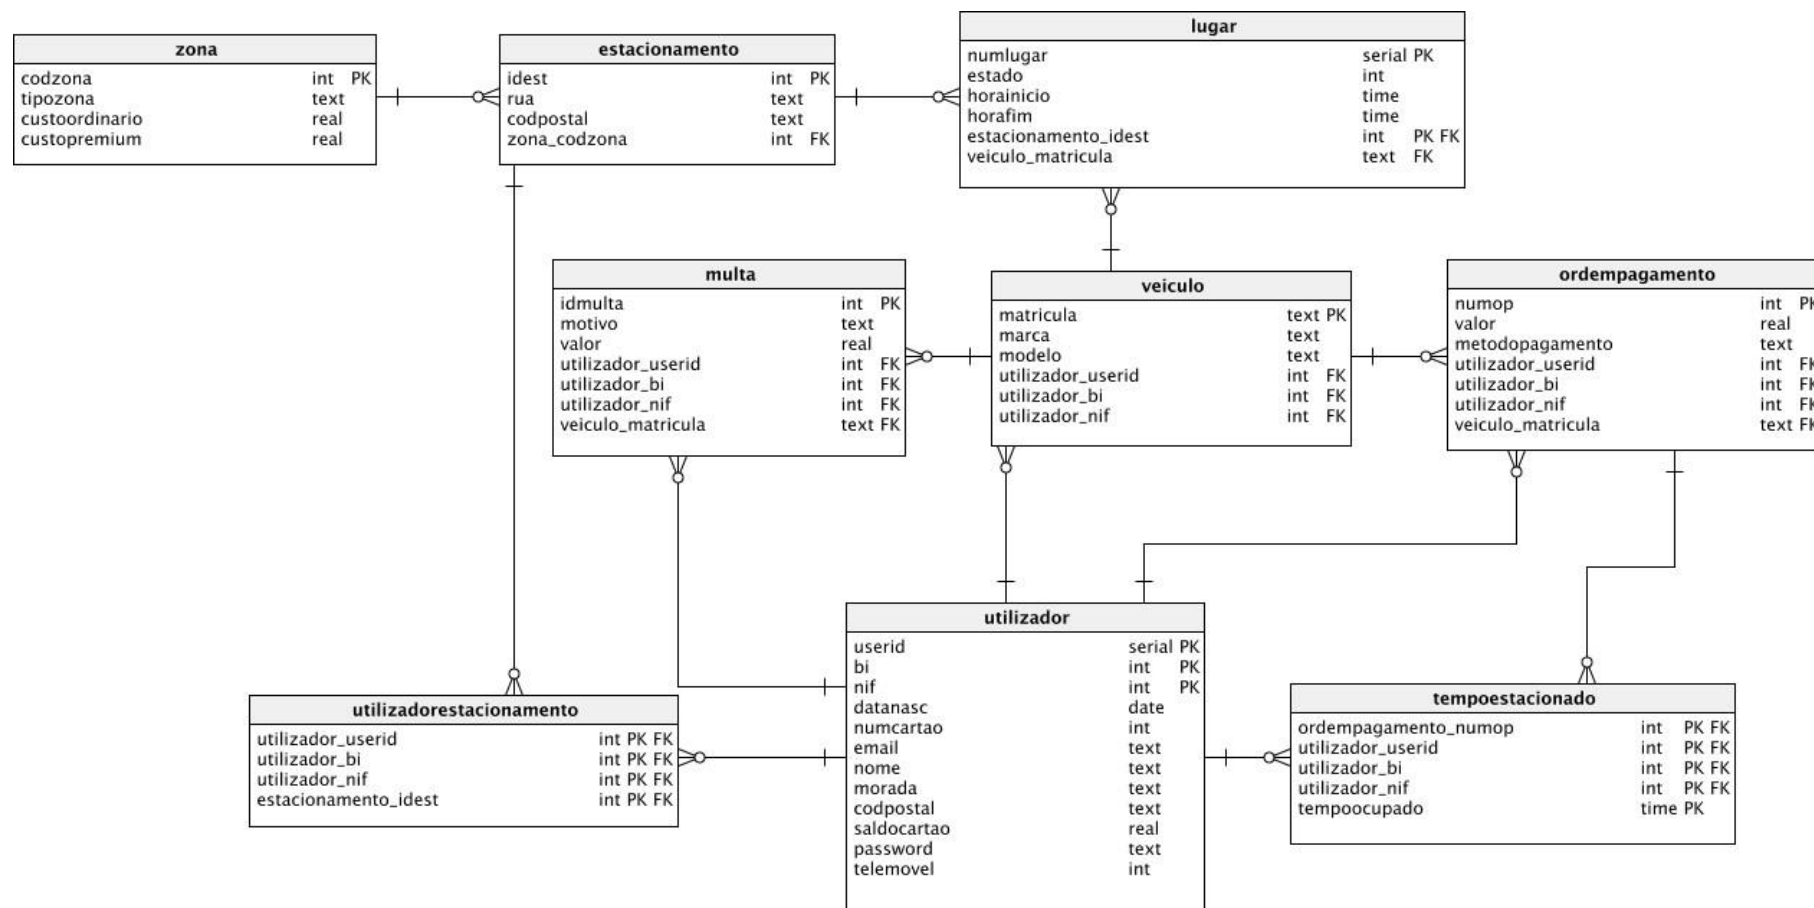 zona
codzona int PK
tipozona text
custoordinario real
custopremium real
estacionamento
idest int PK
rua text
codpostal text
zona_codzona int FK
lugar
numlugar serial PK
estado int
horainicio time
horafim time
estacionamento_idest int PK FK
veiculo_matricula text FK
multa
idmulta int PK
motivo text
valor real
utilizador_userid int FK
utilizador_bi int FK
utilizador_nif int FK
veiculo_matricula text FK
veiculo
matricula text PK
marca text
modelo text
utilizador_userid int FK
utilizador_bi int FK
utilizador_nif int FK
ordempagamento
numop int PK
valor real
metodopagamento text
utilizador_userid int FK
utilizador_bi int FK
utilizador_nif int FK
veiculo_matricula text FK
utilizadorestacionamento
utilizador_userid int PK FK
utilizador_bi int PK FK
utilizador_nif int PK FK
estacionamento_idest int PK FK
utilizador
userid serial PK
bi int PK
nif int PK
datanasc date
numcartao int
email text
nome text
morada text
codpostal text
saldocartao real
password text
telemovel int
tempoestacionado
ordempagamento_numop int PK FK
utilizador_userid int PK FK
utilizador_bi int PK FK
utilizador_nif int PK FK
tempoocupado time PK